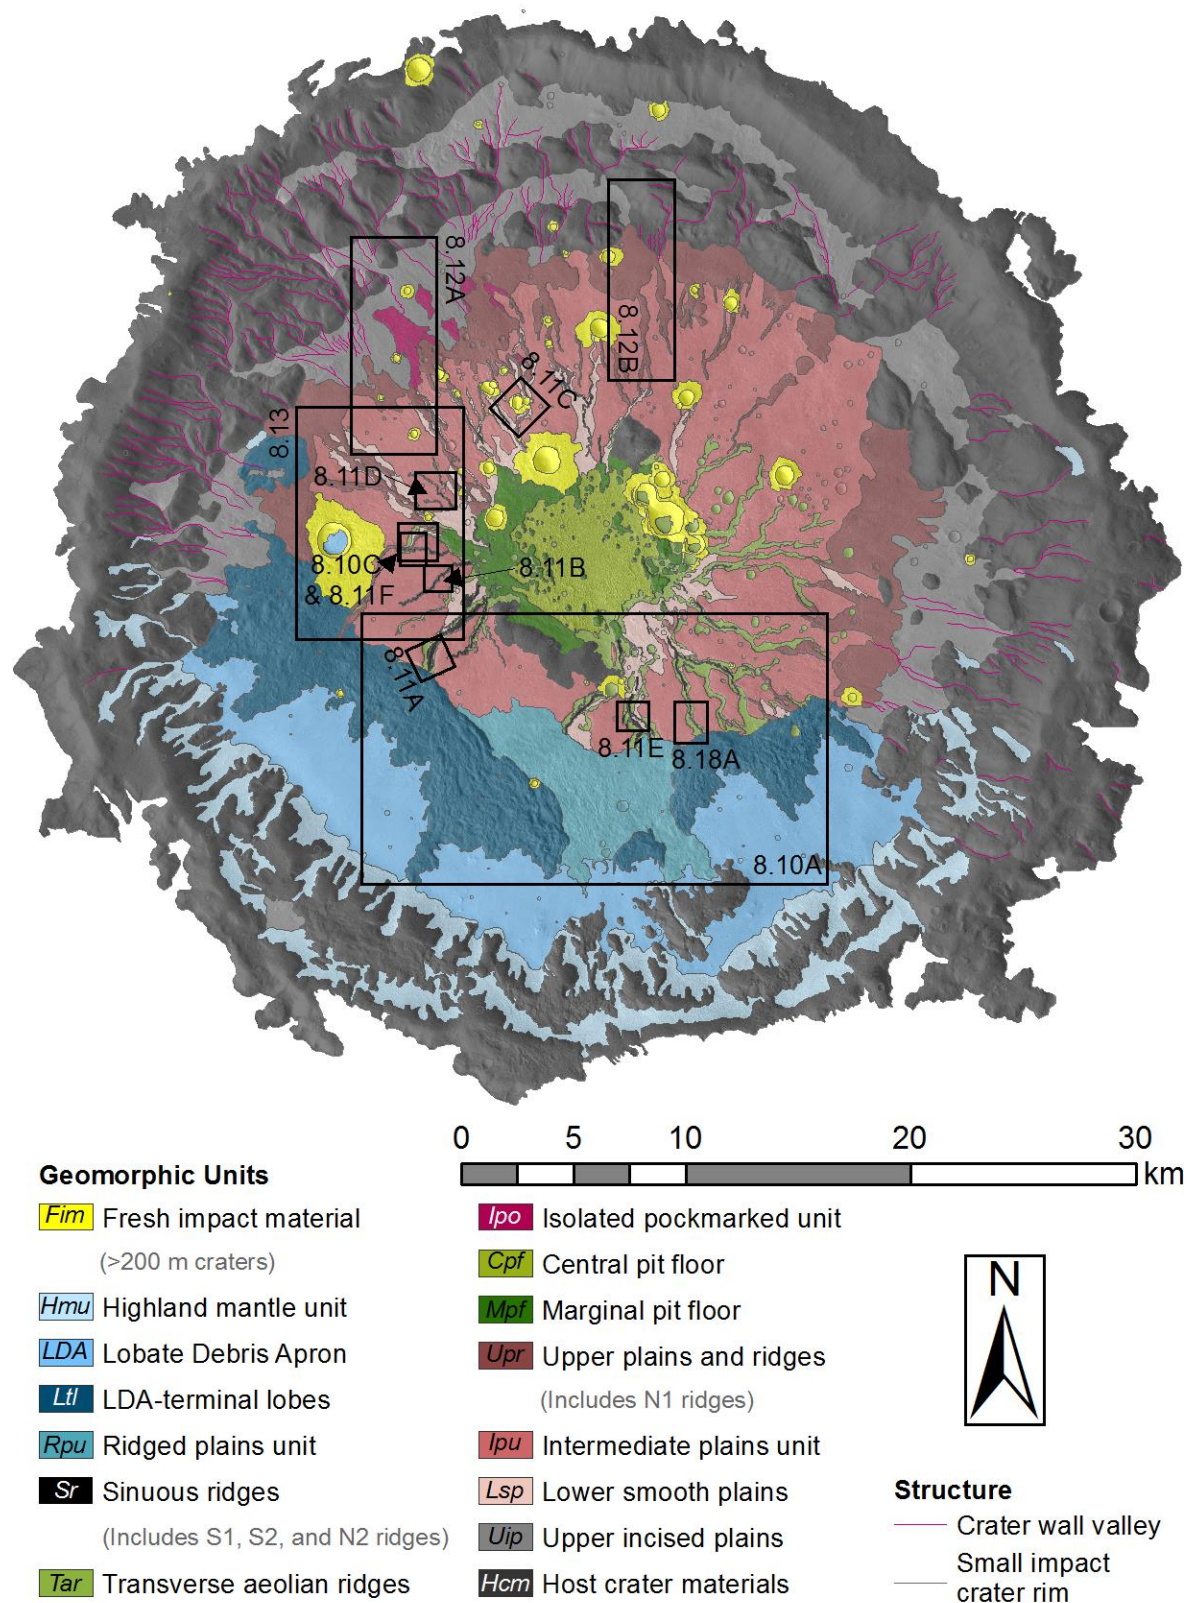 8.12A
8.12B
8.11C
8.13
8.11D
8.10C
& 8.11F
8.11B
8.11A
8.11E
8.18A
8.10A
0 5 10 20 30
km
Geomorphic Units
Fim Fresh impact material
(>200 m craters)
Hmu Highland mantle unit
LDA Lobate Debris Apron
Ltl LDA-terminal lobes
Rpu Ridged plains unit
Sr Sinuous ridges
(Includes S1, S2, and N2 ridges)
Tar Transverse aeolian ridges
Ipo Isolated pockmarked unit
Cpf Central pit floor
Mpf Marginal pit floor
Upr Upper plains and ridges
(Includes N1 ridges)
Ipu Intermediate plains unit
Lsp Lower smooth plains
Uip Upper incised plains
Hcm Host crater materials
N
Structure
Crater wall valley
Small impact
crater rim